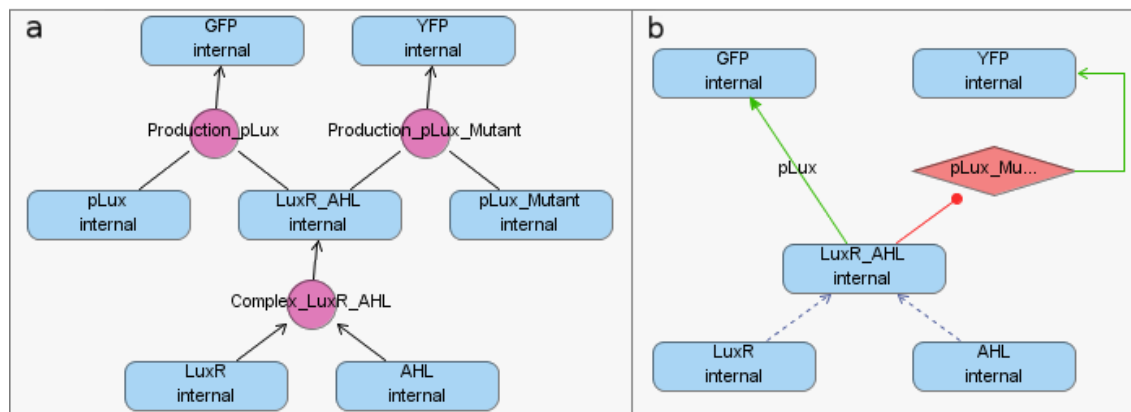 a
GFP
internal
YFP
internal
Production_pLux
Production_pLux_Mutant
pLux
internal
LuxR_AHL
internal
pLux_Mutant
internal
Complex_LuxR_AHL
LuxR
internal
AHL
internal
b
GFP
internal
YFP
internal
pLux
pLux_Mu...
LuxR_AHL
internal
LuxR
internal
AHL
internal